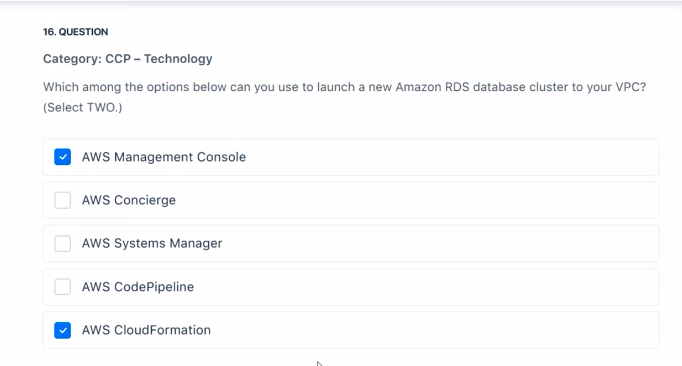 16. QUESTION
Category: CCP – Technology
Which among the options below can you use to launch a new Amazon RDS database cluster to your VPC?
(Select TWO.)
AWS Management Console
AWS Concierge
AWS Systems Manager
AWS CodePipeline
AWS CloudFormation